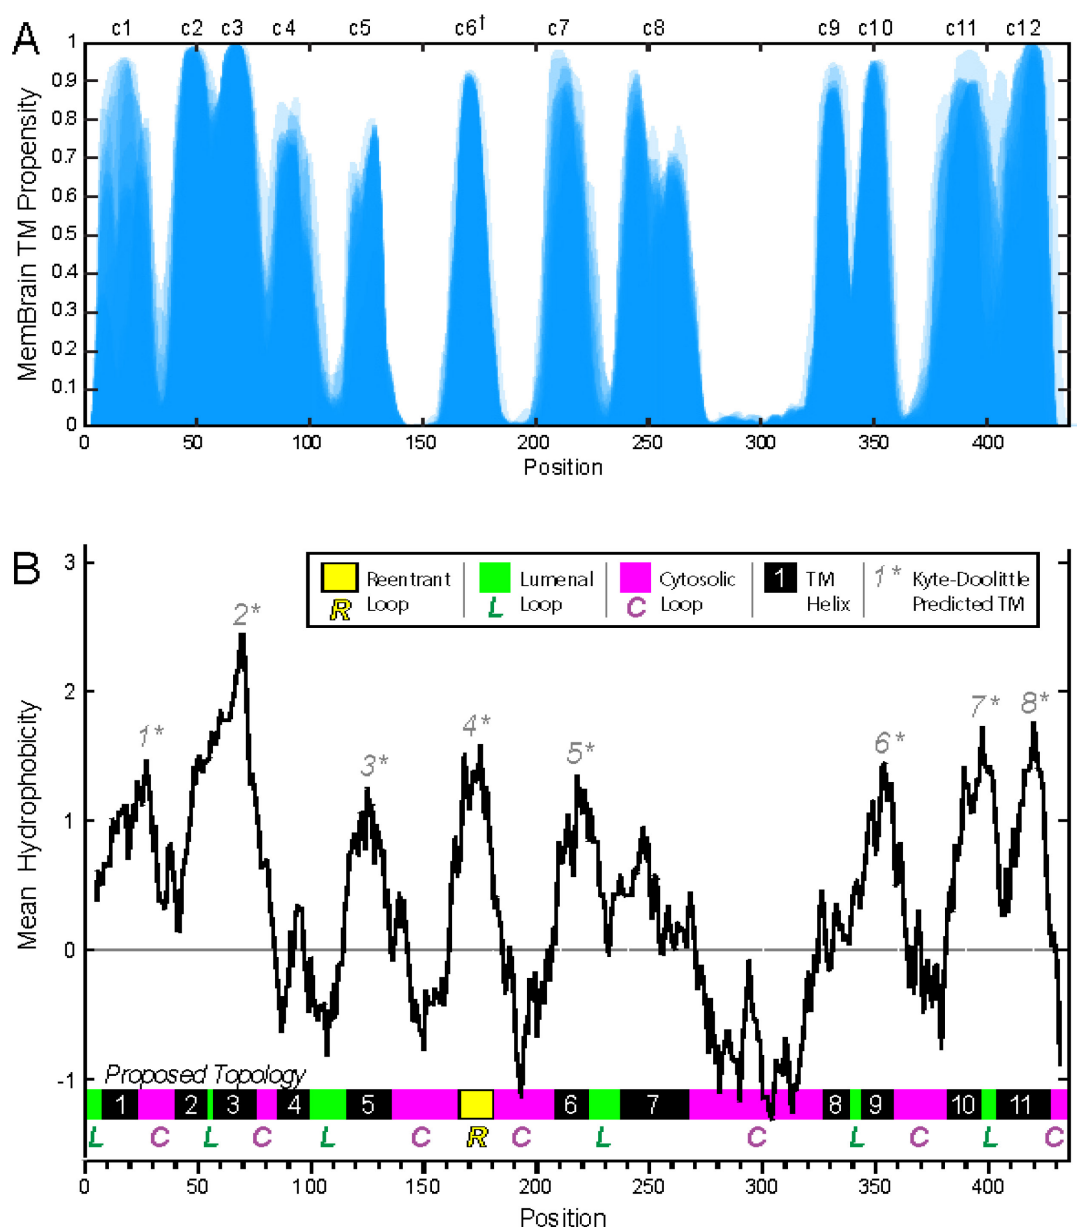 A
c1 c2 c3 c4 c5 c6† c7 c8 c9 c10 c11 c12
MemBrain TM Propensity
1
0.9
0.8
0.7
0.6
0.5
0.4
0.3
0.2
0.1
0
0 50 100 150 200 250 300 350 400
Position
B
Mean Hydrophobicity
3
2
1
0
-1
Reentrant Loop R
Lumenal Loop L
Cytosolic Loop C
1 TM Helix
1* Kyte-Doolittle Predicted TM
1* 2* 3* 4* 5* 6* 7* 8*
Proposed Topology
1 2 3 4 5 6 7 8 9 10 11
L C L C L C R C L C L C L C
0 50 100 150 200 250 300 350 400
Position